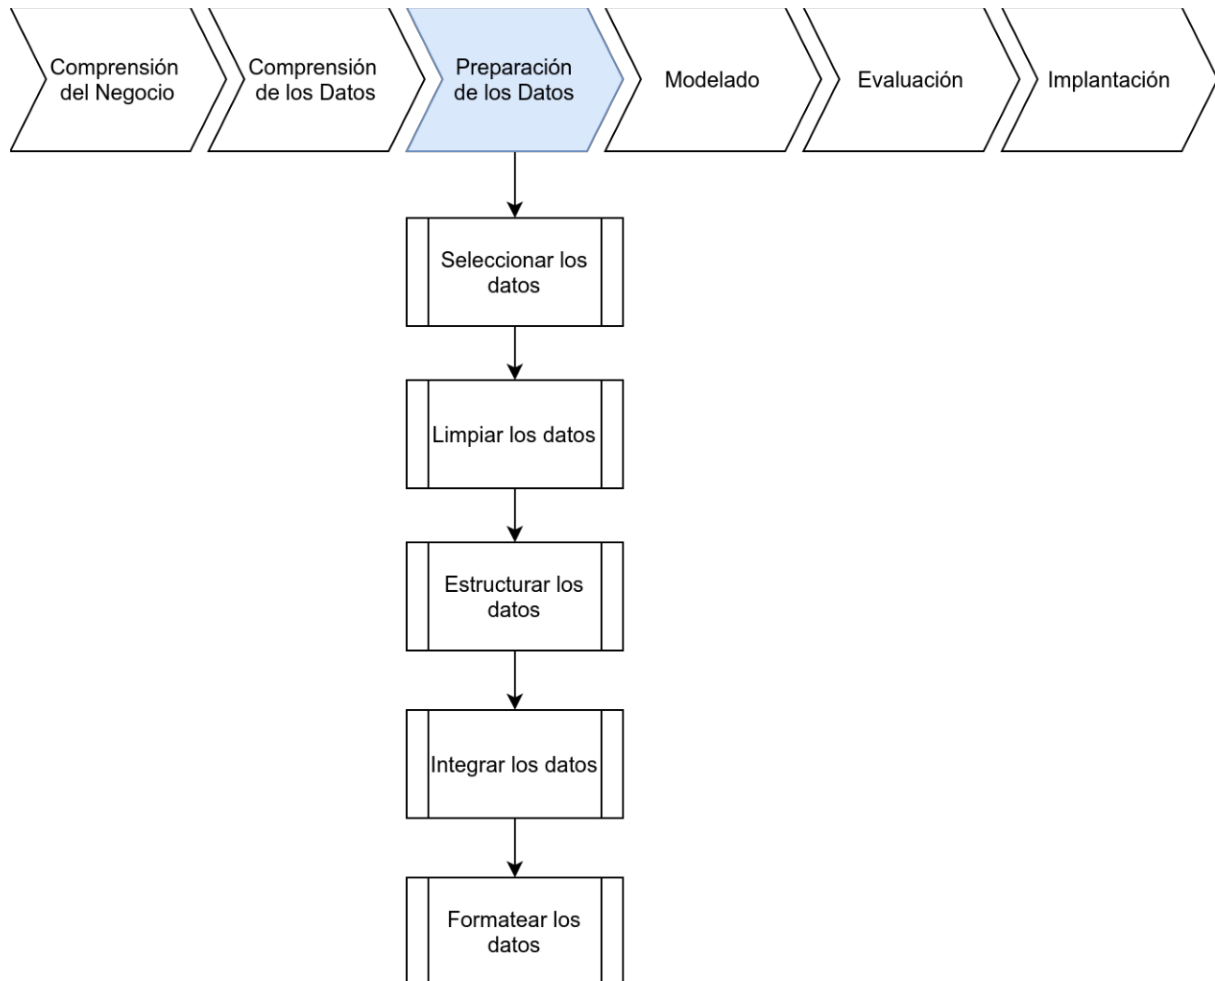 Comprensión
del Negocio
Comprensión
de los Datos
Preparación
de los Datos
Modelado
Evaluación
Implantación
Seleccionar los
datos
Limpiar los datos
Estructurar los
datos
Integrar los datos
Formatear los
datos